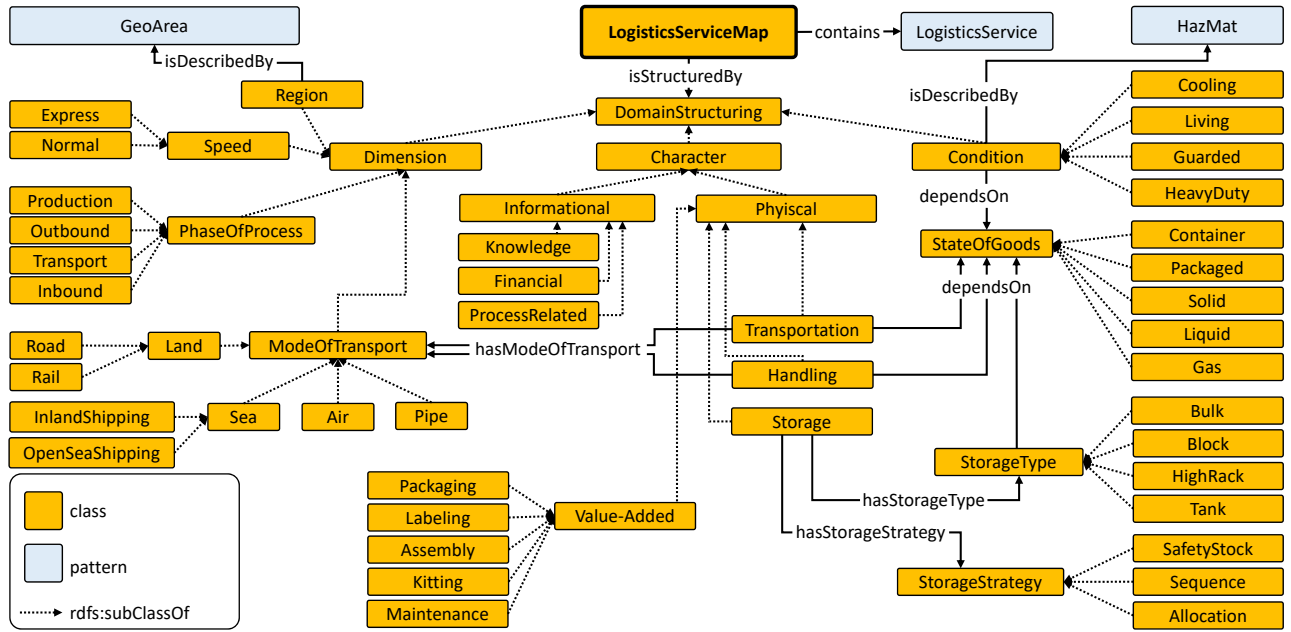 GeoArea
LogisticsServiceMap
contains
LogisticsService
HazMat
isDescribedBy
isStructuredBy
isDescribedBy
Region
Cooling
Express
DomainStructuring
Living
Normal
Speed
Dimension
Character
Condition
Guarded
dependsOn
HeavyDuty
Production
Informational
Phyiscal
Outbound
PhaseOfProcess
Knowledge
StateOfGoods
Container
Transport
Financial
dependsOn
Packaged
Inbound
ProcessRelated
Solid
Transportation
Liquid
Road
Land
ModeOfTransport
hasModeOfTransport
Gas
Rail
Handling
InlandShipping
Sea
Air
Pipe
Storage
Bulk
OpenSeaShipping
Block
StorageType
HighRack
Packaging
hasStorageType
Tank
class
Labeling
Value-Added
hasStorageStrategy
Assembly
SafetyStock
pattern
Kitting
StorageStrategy
Sequence
rdfs:subClassOf
Maintenance
Allocation